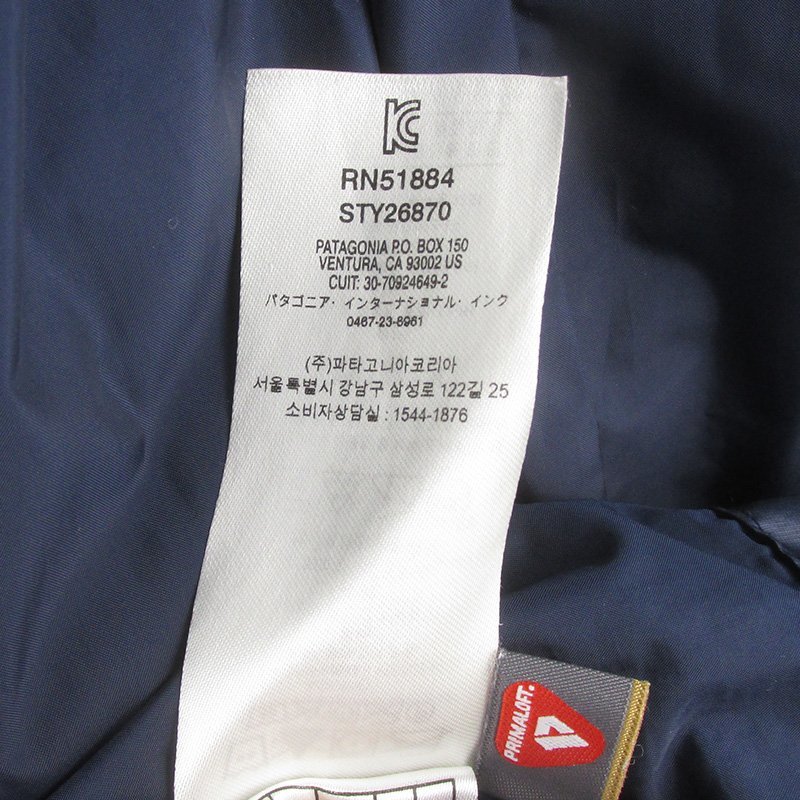 KC
RN51884
STY26870
PATAGONIA P.O. BOX 150
VENTURA, CA 93002 US
CUIT: 30-70924649-2
パタゴニア・インターナショナル・インク
0467-23-8961
(주)파타고니아코리아
서울특별시 강남구 삼성로 122길 25
소비자상담실 : 1544-1876
PRIMALOFT®